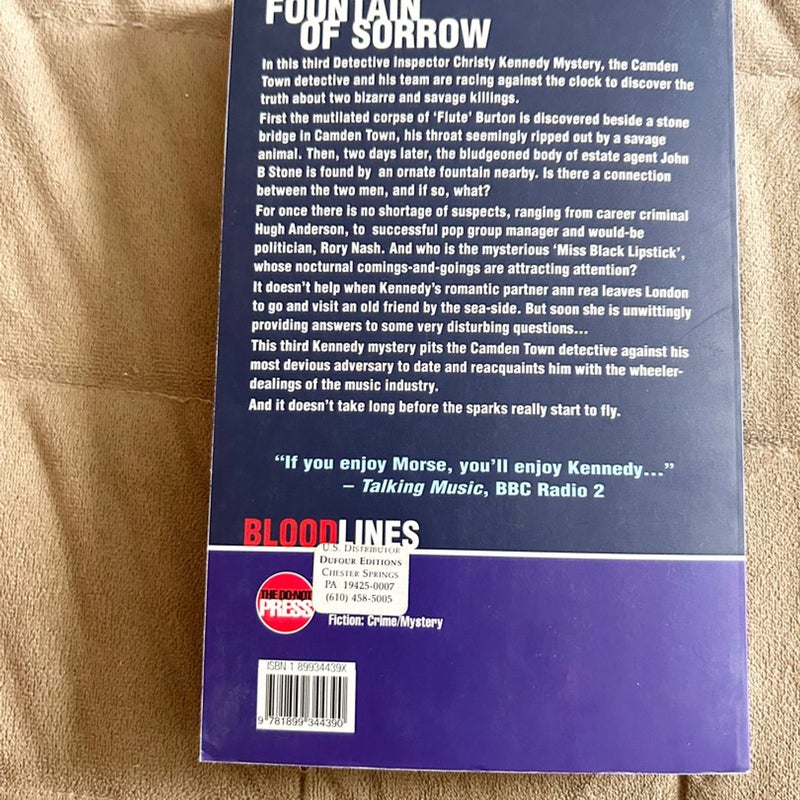 FOUNTAIN
OF SORROW
In this third Detective Inspector Christy Kennedy Mystery, the Camden
Town detective and his team are racing against the clock to discover the
truth about two bizarre and savage killings.
First the mutilated corpse of 'Flute' Burton is discovered beside a stone
bridge in Camden Town, his throat seemingly ripped out by a savage
animal. Then, two days later, the bludgeoned body of estate agent John
B Stone is found by an ornate fountain nearby. Is there a connection
between the two men, and if so, what?
For once there is no shortage of suspects, ranging from career criminal
Hugh Anderson, to successful pop group manager and would-be
politician, Rory Nash. And who is the mysterious 'Miss Black Lipstick',
whose nocturnal comings-and-goings are attracting attention?
It doesn't help when Kennedy's romantic partner ann rea leaves London
to go and visit an old friend by the sea-side. But soon she is unwittingly
providing answers to some very disturbing questions...
This third Kennedy mystery pits the Camden Town detective against his
most devious adversary to date and reacquaints him with the wheeler-
dealings of the music industry.
And it doesn't take long before the sparks really start to fly.
"If you enjoy Morse, you'll enjoy Kennedy..."
– Talking Music, BBC Radio 2
BLOODLINES
U.S. DISTRIBUTOR
DUFOUR EDITIONS
CHESTER SPRINGS
PA 19425-0007
(610) 458-5005
THE DO-NOT
PRESS
Fiction: Crime/Mystery
ISBN 1 89934439X
9 781899 344390